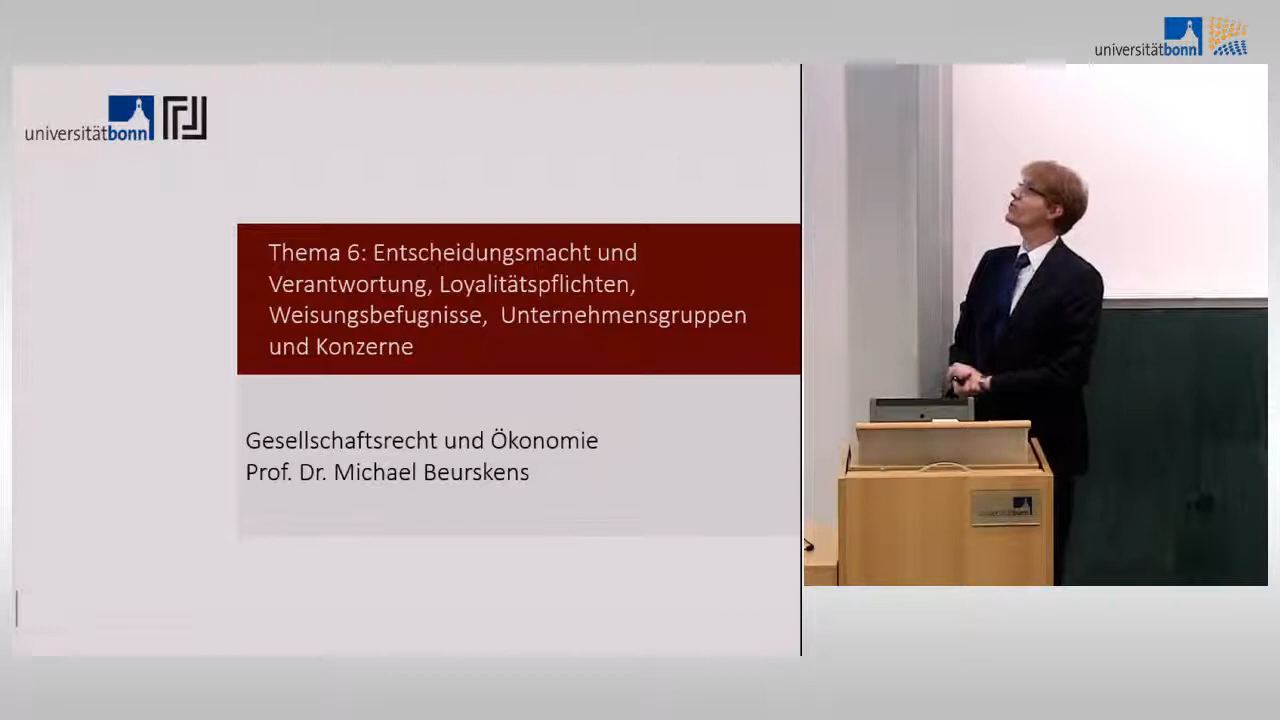 universitätbonn
universitätbonn
Thema 6: Entscheidungsmacht und
Verantwortung, Loyalitätspflichten,
Weisungsbefugnisse, Unternehmensgruppen
und Konzerne
Gesellschaftsrecht und Ökonomie
Prof. Dr. Michael Beurskens
universitätbonn